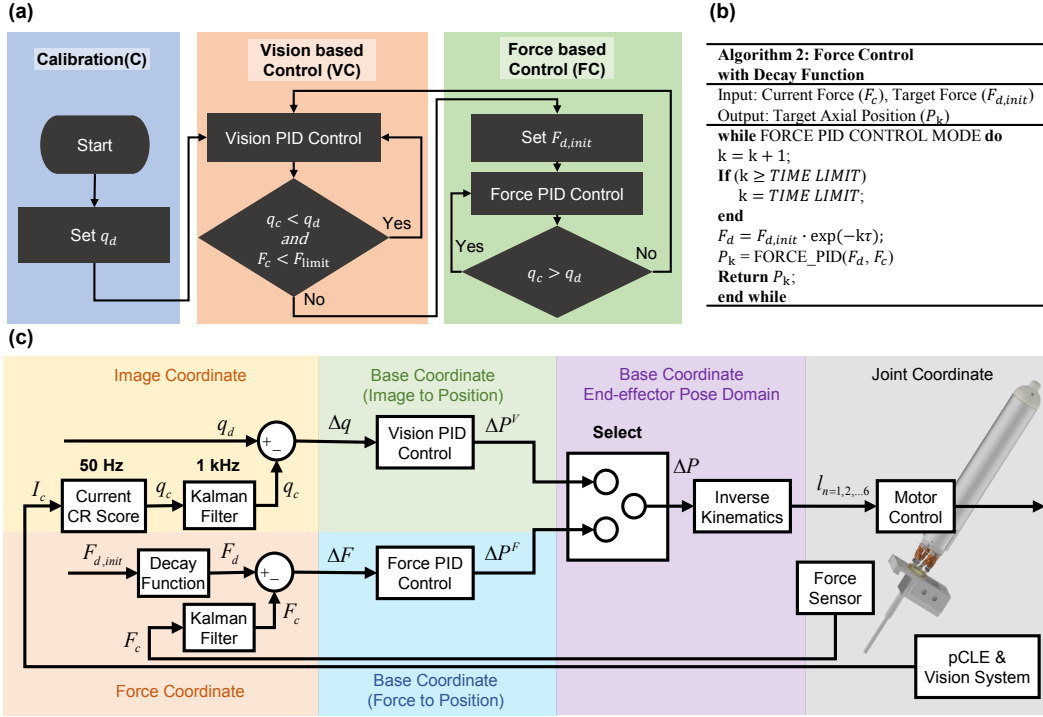 (a)
Calibration(C)
Start
Set q_d
Vision based
Control (VC)
Vision PID Control
q_c < q_d
and
F_c < F_limit
Yes
No
Force based
Control (FC)
Set F_{d,init}
Force PID Control
Yes
No
q_c > q_d
(b)
Algorithm 2: Force Control
with Decay Function
Input: Current Force (F_c), Target Force (F_{d,init})
Output: Target Axial Position (P_k)
while FORCE PID CONTROL MODE do
k = k + 1;
If (k ≥ TIME LIMIT)
k = TIME LIMIT;
end
F_d = F_{d,init} · exp(−kτ);
P_k = FORCE_PID(F_d, F_c)
Return P_k;
end while
(c)
Image Coordinate
Base Coordinate
(Image to Position)
Base Coordinate
End-effector Pose Domain
Joint Coordinate
q_d
+
−
Δq
Vision PID
Control
ΔP^V
Select
50 Hz
1 kHz
I_c
Current
CR Score
q_c
Kalman
Filter
q_c
ΔP
Inverse
Kinematics
l_{n=1,2,...6}
Motor
Control
F_{d,init}
Decay
Function
F_d
+
−
ΔF
Force PID
Control
ΔP^F
Kalman
Filter
F_c
F_c
Force
Sensor
pCLE &
Vision System
Force Coordinate
Base Coordinate
(Force to Position)